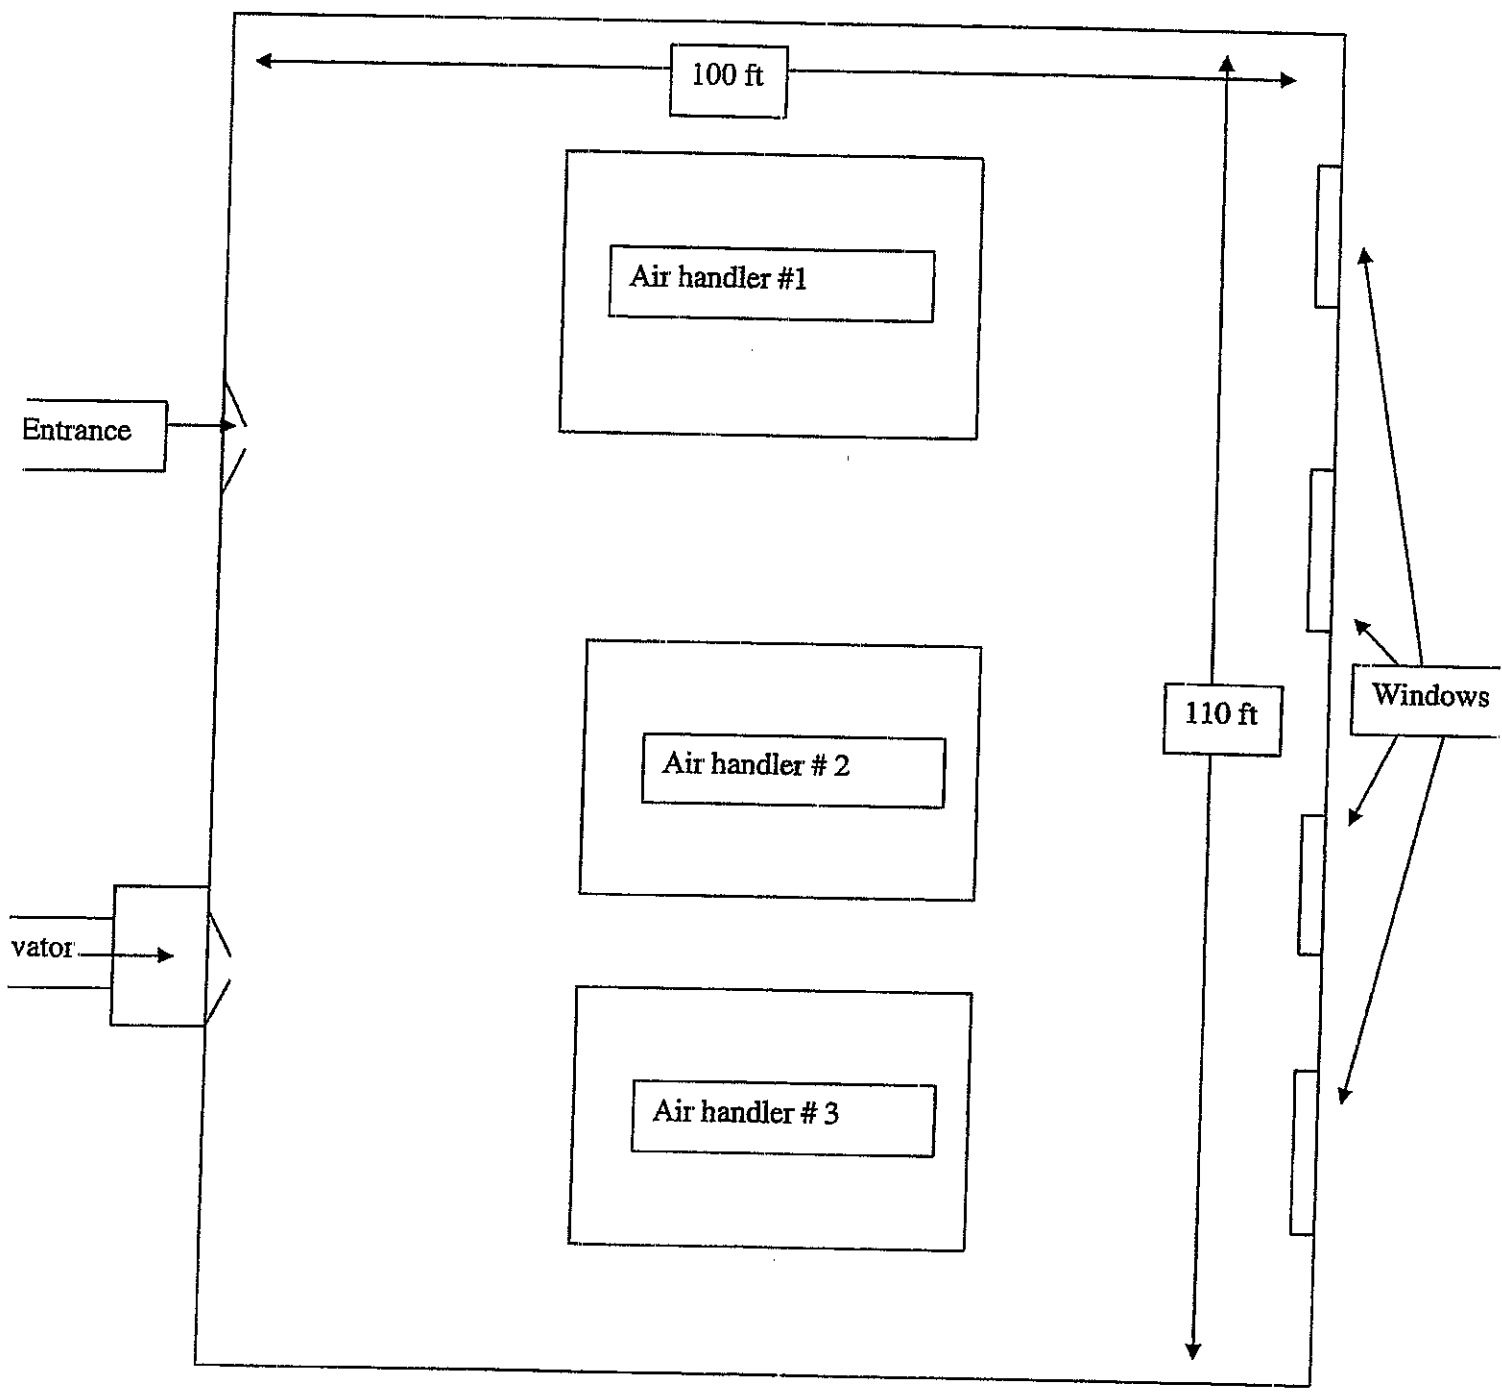 100 ft
Air handler #1
Entrance
Windows
110 ft
Air handler # 2
vator
Air handler # 3